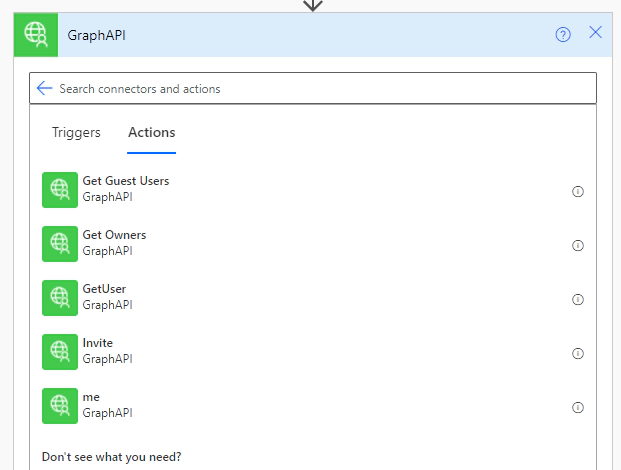 GraphAPI
Search connectors and actions
Triggers
Actions
Get Guest Users
GraphAPI
Get Owners
GraphAPI
GetUser
GraphAPI
Invite
GraphAPI
me
GraphAPI
Don't see what you need?